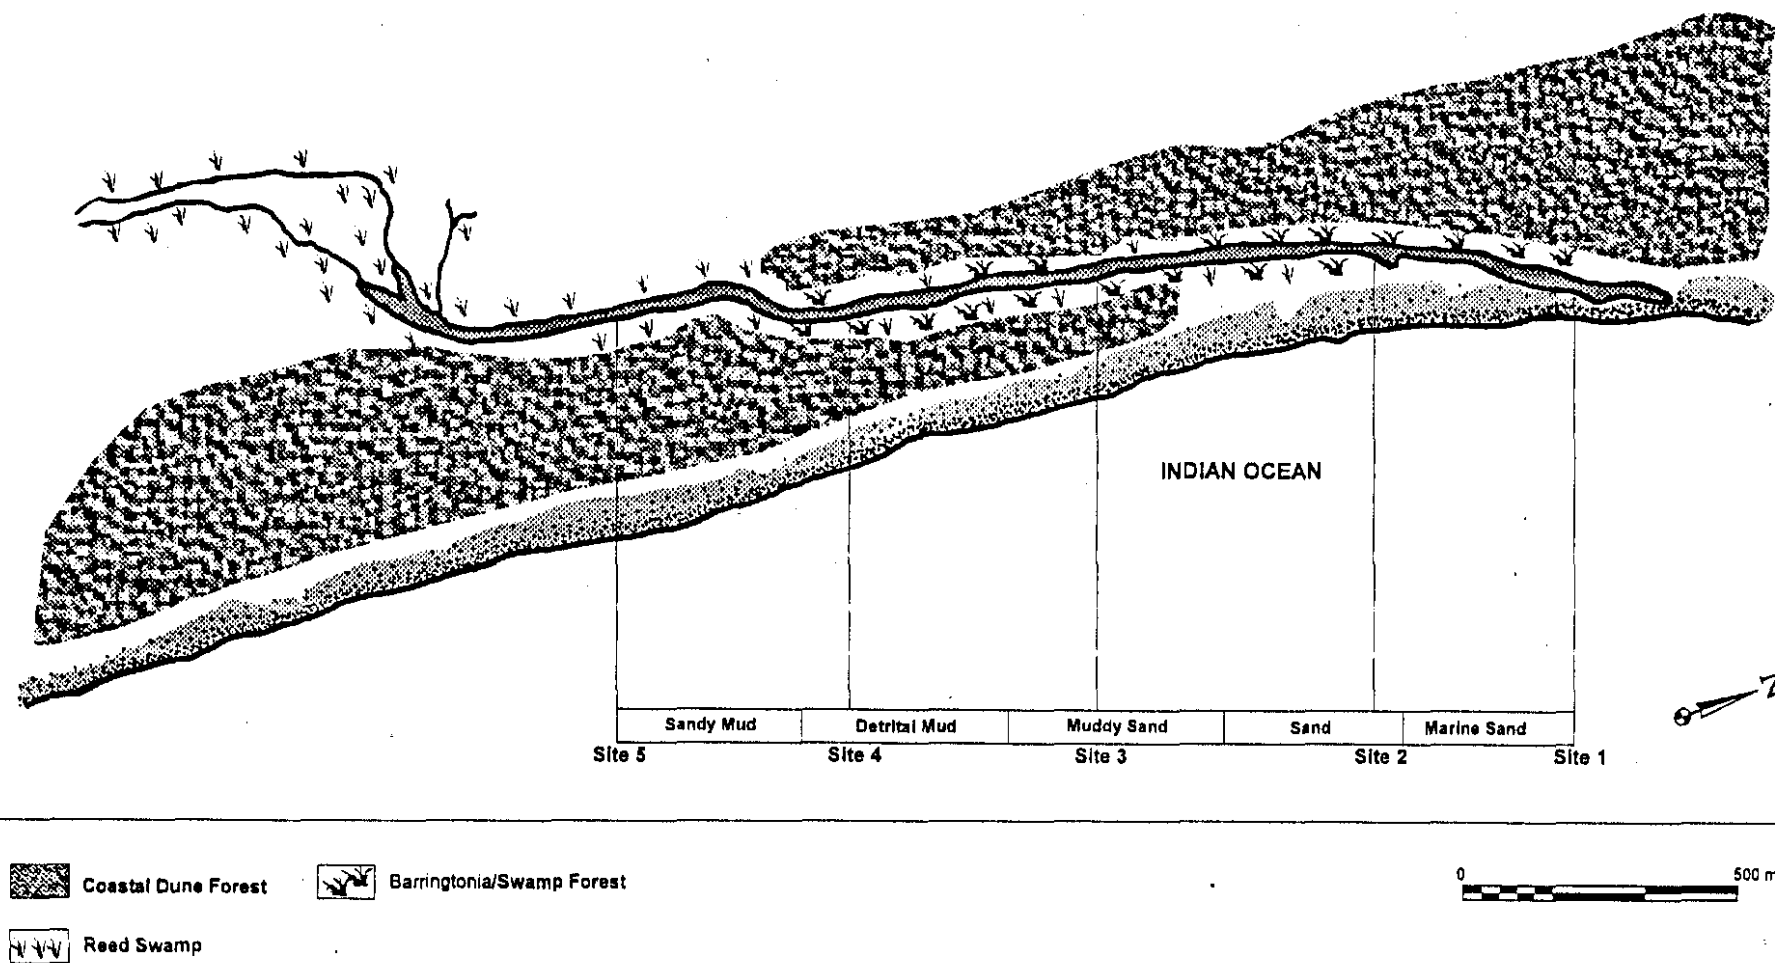 INDIAN OCEAN
N
Sandy Mud Detrital Mud Muddy Sand Sand Marine Sand
Site 5 Site 4 Site 3 Site 2 Site 1
Coastal Dune Forest Barringtonia/Swamp Forest
0 500 m
Reed Swamp